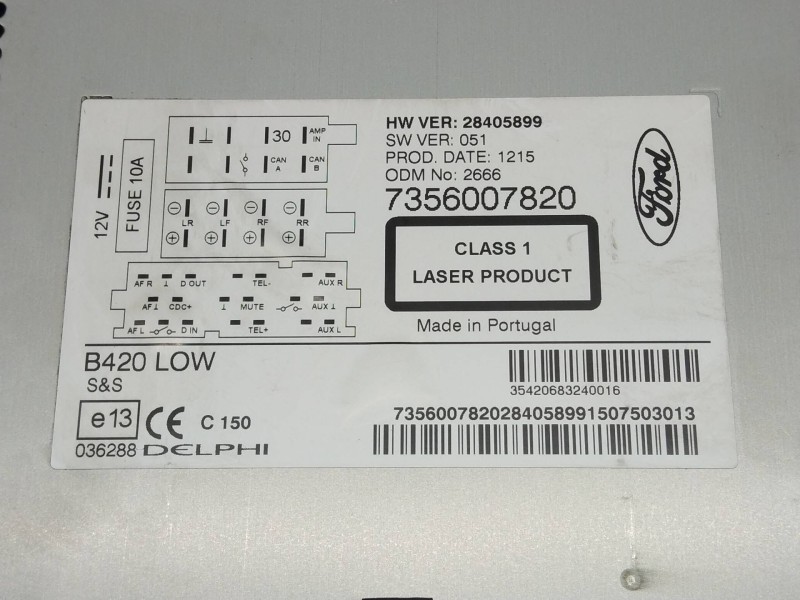 12V
FUSE 10A
30 AMP IN
CAN A CAN B
LR LF RF RR
AF R D OUT TEL- AUX R
AF CDC+ MUTE AUX
AF L D IN TEL+ AUX L
HW VER: 28405899
SW VER: 051
PROD. DATE: 1215
ODM No: 2666
7356007820
CLASS 1
LASER PRODUCT
Made in Portugal
Ford
B420 LOW
S&S
e13 CE C 150
036288 DELPHI
35420683240016
7356007820284058991507503013